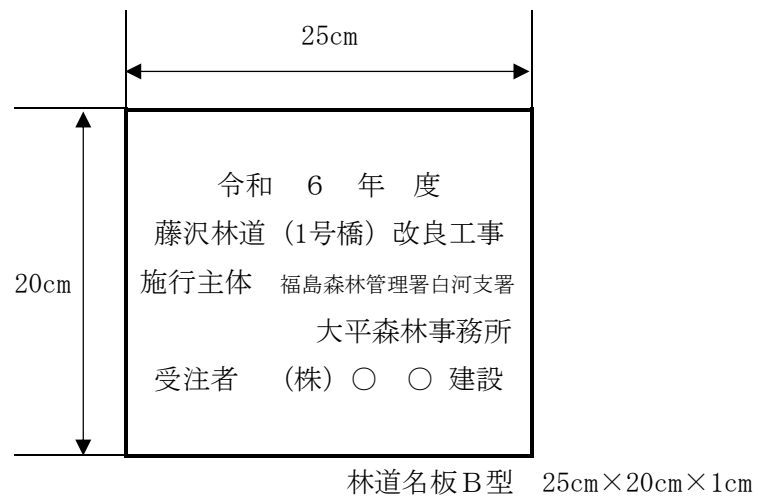 25cm
令和　６　年　度
藤沢林道（1号橋）改良工事
20cm
施行主体　福島森林管理署白河支署
大平森林事務所
受注者　（株）○　○ 建設
林道名板Ｂ型　25cm×20cm×1cm